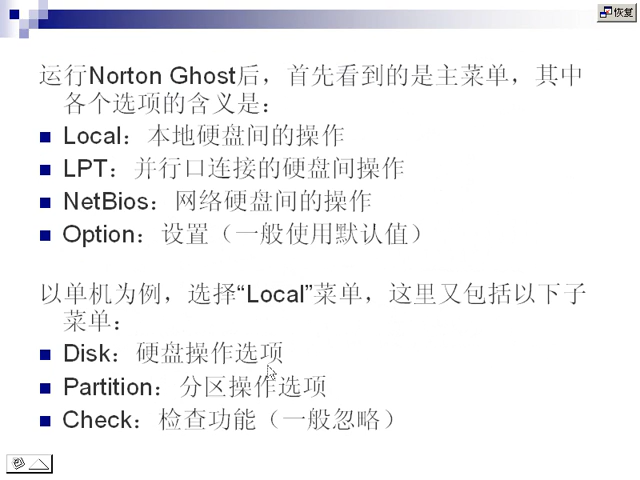 恢复
运行Norton Ghost后，首先看到的是主菜单，其中
各个选项的含义是：
Local：本地硬盘间的操作
LPT：并行口连接的硬盘间操作
NetBios：网络硬盘间的操作
Option：设置（一般使用默认值）
以单机为例，选择“Local”菜单，这里又包括以下子
菜单：
Disk：硬盘操作选项
Partition：分区操作选项
Check：检查功能（一般忽略）